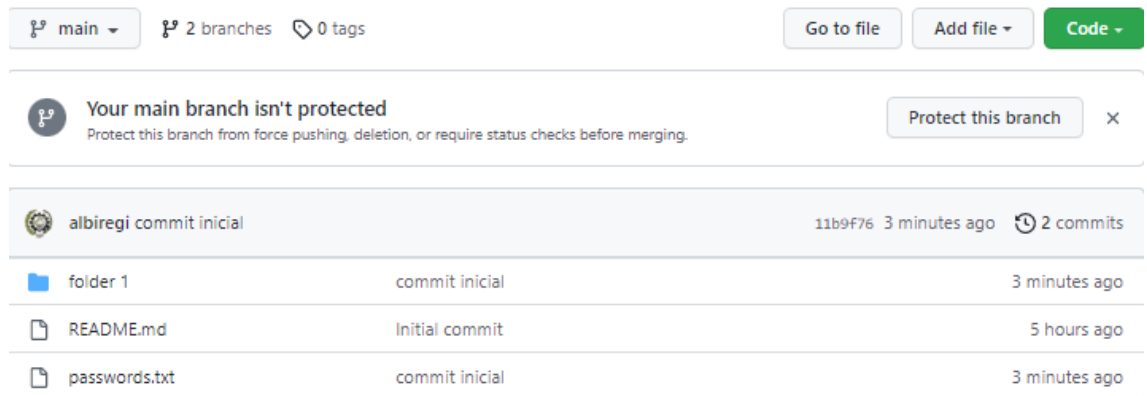 main 2 branches 0 tags Go to file Add file Code
Your main branch isn't protected
Protect this branch from force pushing, deletion, or require status checks before merging.
Protect this branch
albiregi commit inicial 11b9f76 3 minutes ago 2 commits
folder 1 commit inicial 3 minutes ago
README.md Initial commit 5 hours ago
passwords.txt commit inicial 3 minutes ago